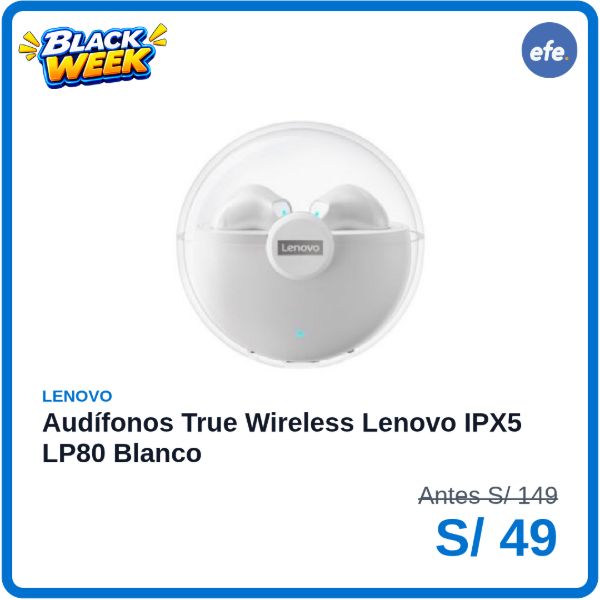 BLACK
WEEK
efe.
Lenovo
LENOVO
Audífonos True Wireless Lenovo IPX5
LP80 Blanco
Antes S/ 149
S/ 49